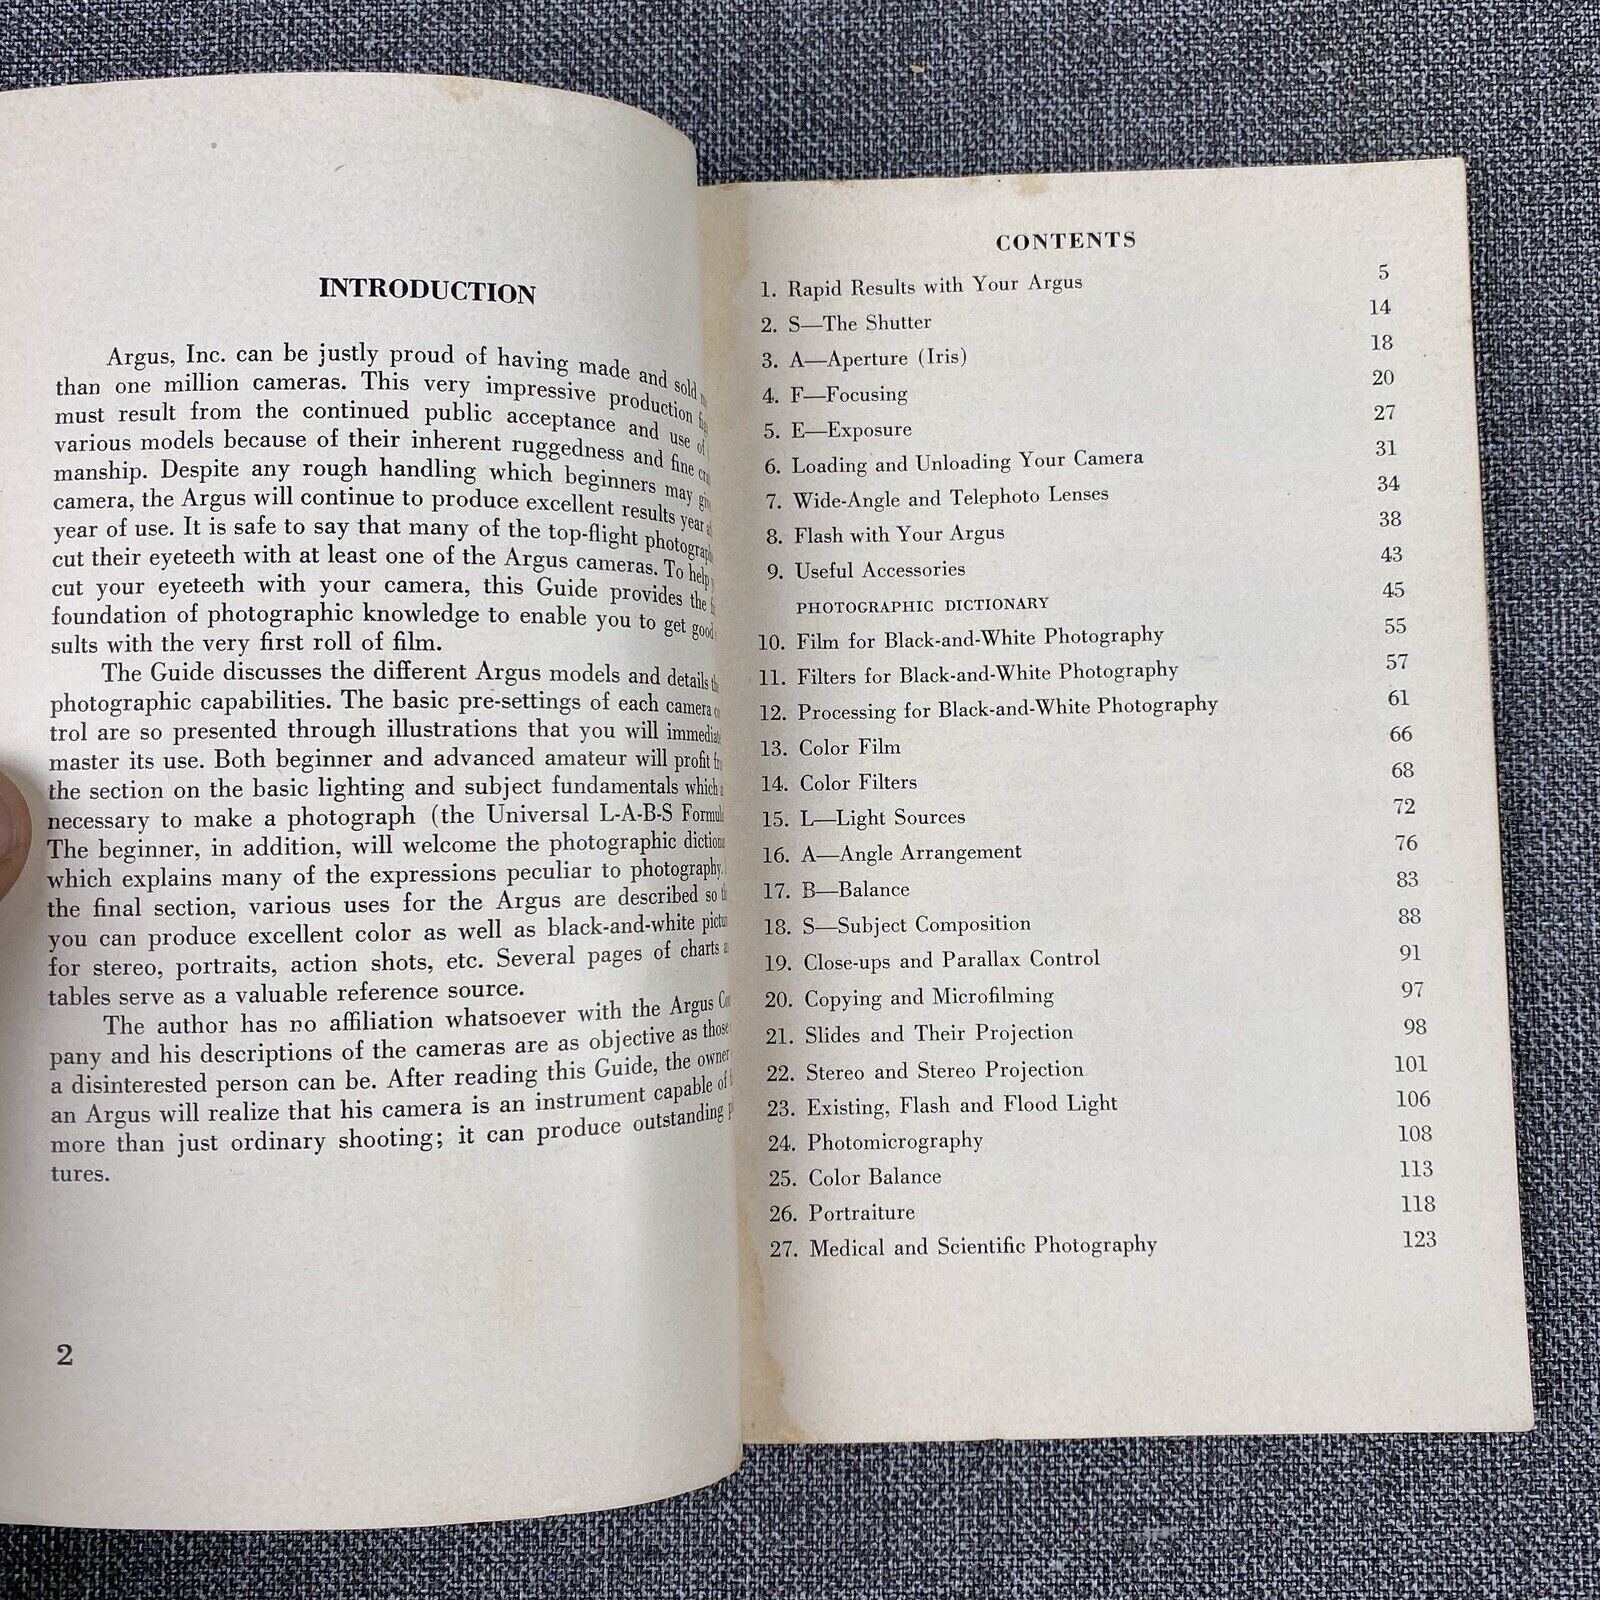 INTRODUCTION
Argus, Inc. can be justly proud of having made and sold
than one million cameras. This very impressive production
must result from the continued public acceptance and use of
various models because of their inherent ruggedness and fine
manship. Despite any rough handling which beginners may
camera, the Argus will continue to produce excellent results year
year of use. It is safe to say that many of the top-flight
cut their eyeteeth with at least one of the Argus cameras. To help
cut your eyeteeth with your camera, this Guide provides the
foundation of photographic knowledge to enable you to get good
sults with the very first roll of film.
The Guide discusses the different Argus models and details
photographic capabilities. The basic pre-settings of each camera
trol are so presented through illustrations that you will
master its use. Both beginner and advanced amateur will profit
the section on the basic lighting and subject fundamentals which
necessary to make a photograph (the Universal L-A-B-S
The beginner, in addition, will welcome the photographic
which explains many of the expressions peculiar to photography.
the final section, various uses for the Argus are described so
you can produce excellent color as well as black-and-white
for stereo, portraits, action shots, etc. Several pages of charts
tables serve as a valuable reference source.
The author has no affiliation whatsoever with the Argus
pany and his descriptions of the cameras are as objective as those
a disinterested person can be. After reading this Guide, the owner
an Argus will realize that his camera is an instrument capable of
more than just ordinary shooting; it can produce outstanding
tures.
2
CONTENTS
1. Rapid Results with Your Argus 5
2. S—The Shutter 14
3. A—Aperture (Iris) 18
4. F—Focusing 20
5. E—Exposure 27
6. Loading and Unloading Your Camera 31
7. Wide-Angle and Telephoto Lenses 34
8. Flash with Your Argus 38
9. Useful Accessories 43
PHOTOGRAPHIC DICTIONARY 45
10. Film for Black-and-White Photography 55
11. Filters for Black-and-White Photography 57
12. Processing for Black-and-White Photography 61
13. Color Film 66
14. Color Filters 68
15. L—Light Sources 72
16. A—Angle Arrangement 76
17. B—Balance 83
18. S—Subject Composition 88
19. Close-ups and Parallax Control 91
20. Copying and Microfilming 97
21. Slides and Their Projection 98
22. Stereo and Stereo Projection 101
23. Existing, Flash and Flood Light 106
24. Photomicrography 108
25. Color Balance 113
26. Portraiture 118
27. Medical and Scientific Photography 123